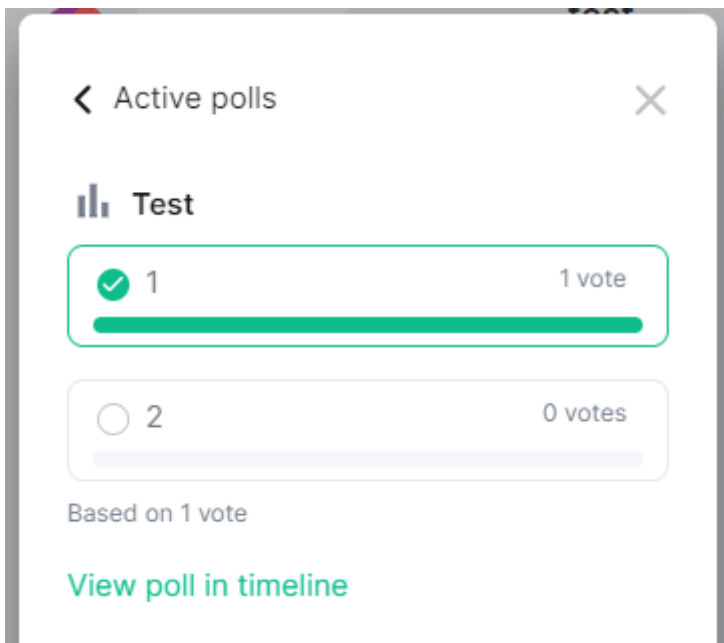 Active polls
Test
1 1 vote
2 0 votes
Based on 1 vote
View poll in timeline